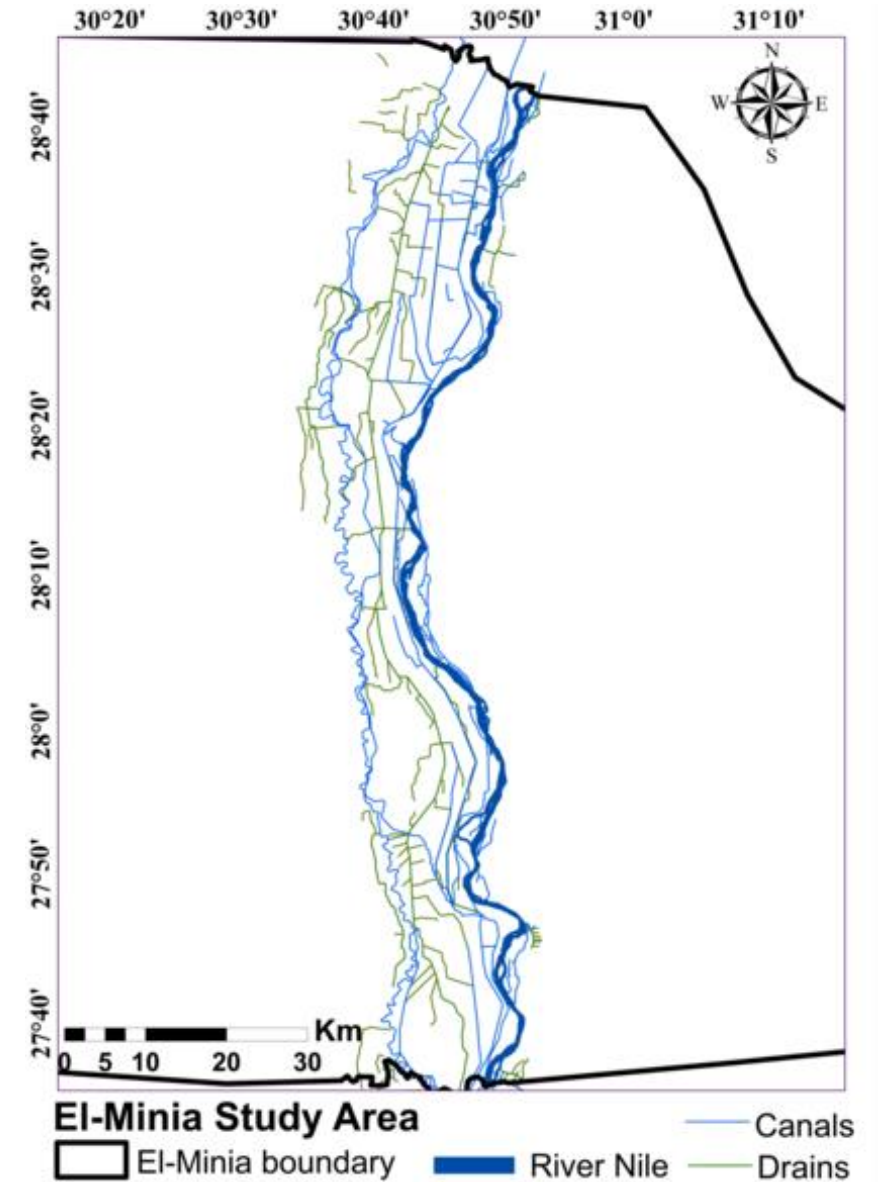 30°20' 30°30' 30°40' 30°50' 31°0' 31°10'
N
W E
S
28°40'
28°30'
28°20'
28°10'
28°0'
27°50'
27°40'
Km
0 5 10 20 30
El-Minia Study Area
Canals
El-Minia boundary River Nile Drains